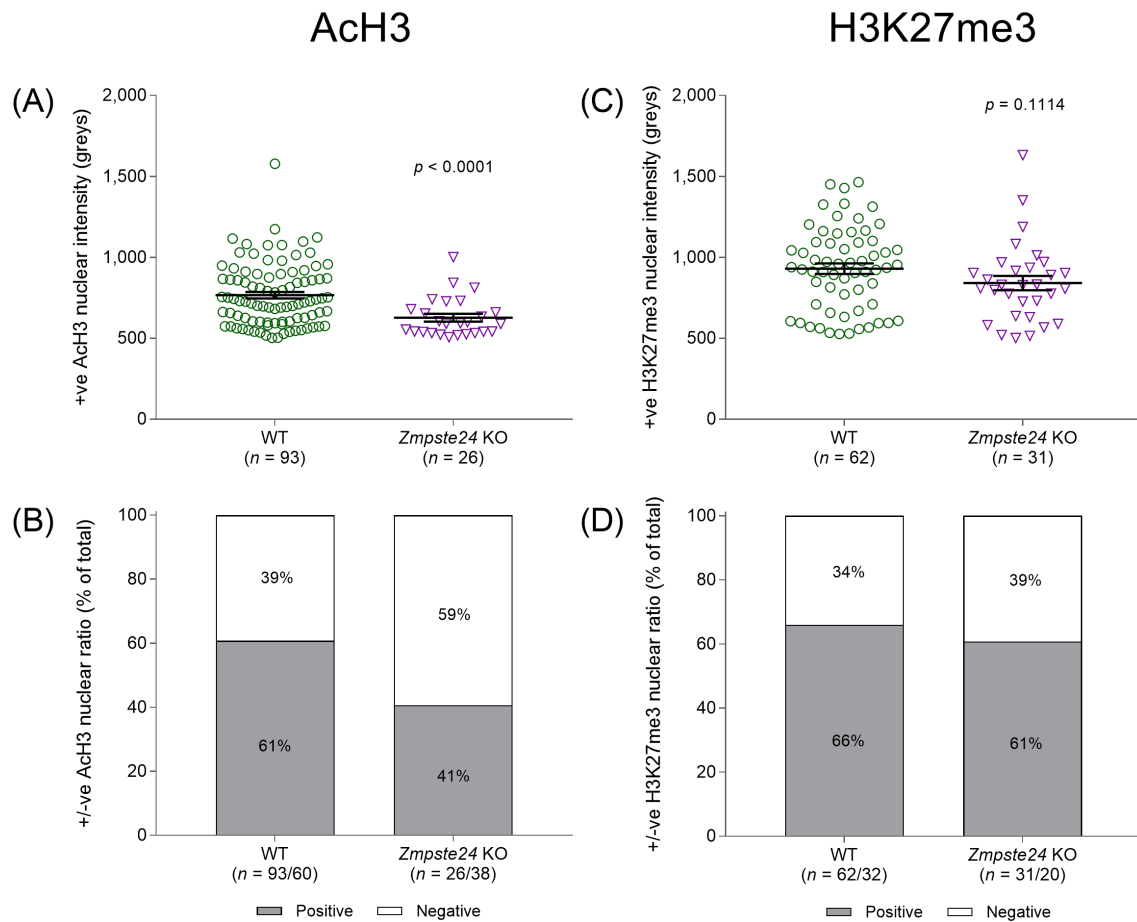 AcH3
H3K27me3
(A)
+ve AcH3 nuclear intensity (greys)
2,000
1,500
1,000
500
0
p < 0.0001
WT
(n = 93)
Zmpste24 KO
(n = 26)
(C)
+ve H3K27me3 nuclear intensity (greys)
2,000
1,500
1,000
500
0
p = 0.1114
WT
(n = 62)
Zmpste24 KO
(n = 31)
(B)
+/-ve AcH3 nuclear ratio (% of total)
100
80
60
40
20
0
39%
61%
59%
41%
WT
(n = 93/60)
Zmpste24 KO
(n = 26/38)
Positive
Negative
(D)
+/-ve H3K27me3 nuclear ratio (% of total)
100
80
60
40
20
0
34%
66%
39%
61%
WT
(n = 62/32)
Zmpste24 KO
(n = 31/20)
Positive
Negative